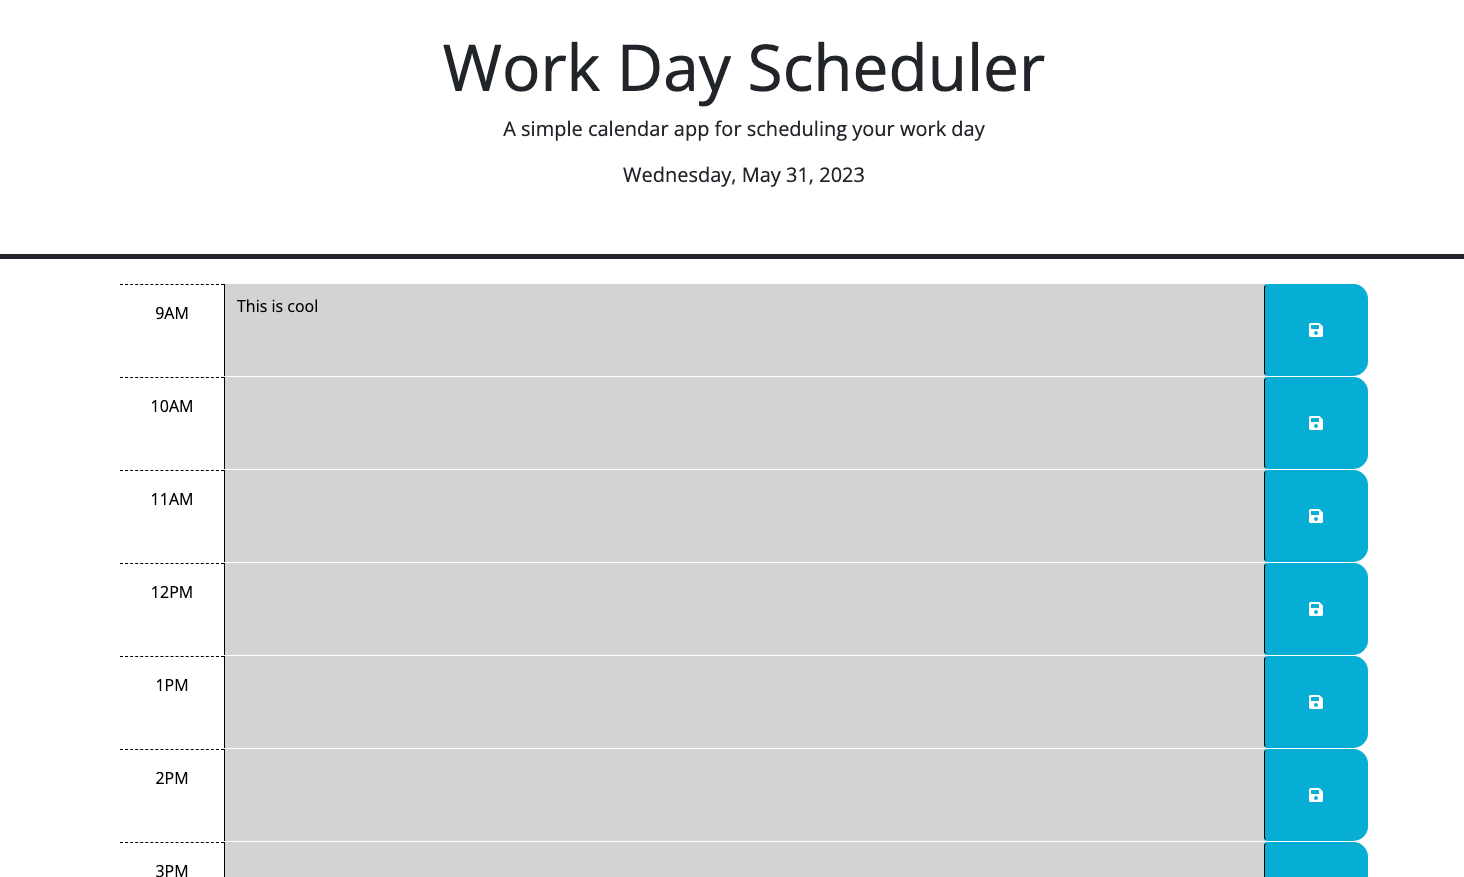 Work Day Scheduler
A simple calendar app for scheduling your work day
Wednesday, May 31, 2023
9AM
This is cool
10AM
11AM
12PM
1PM
2PM
3PM